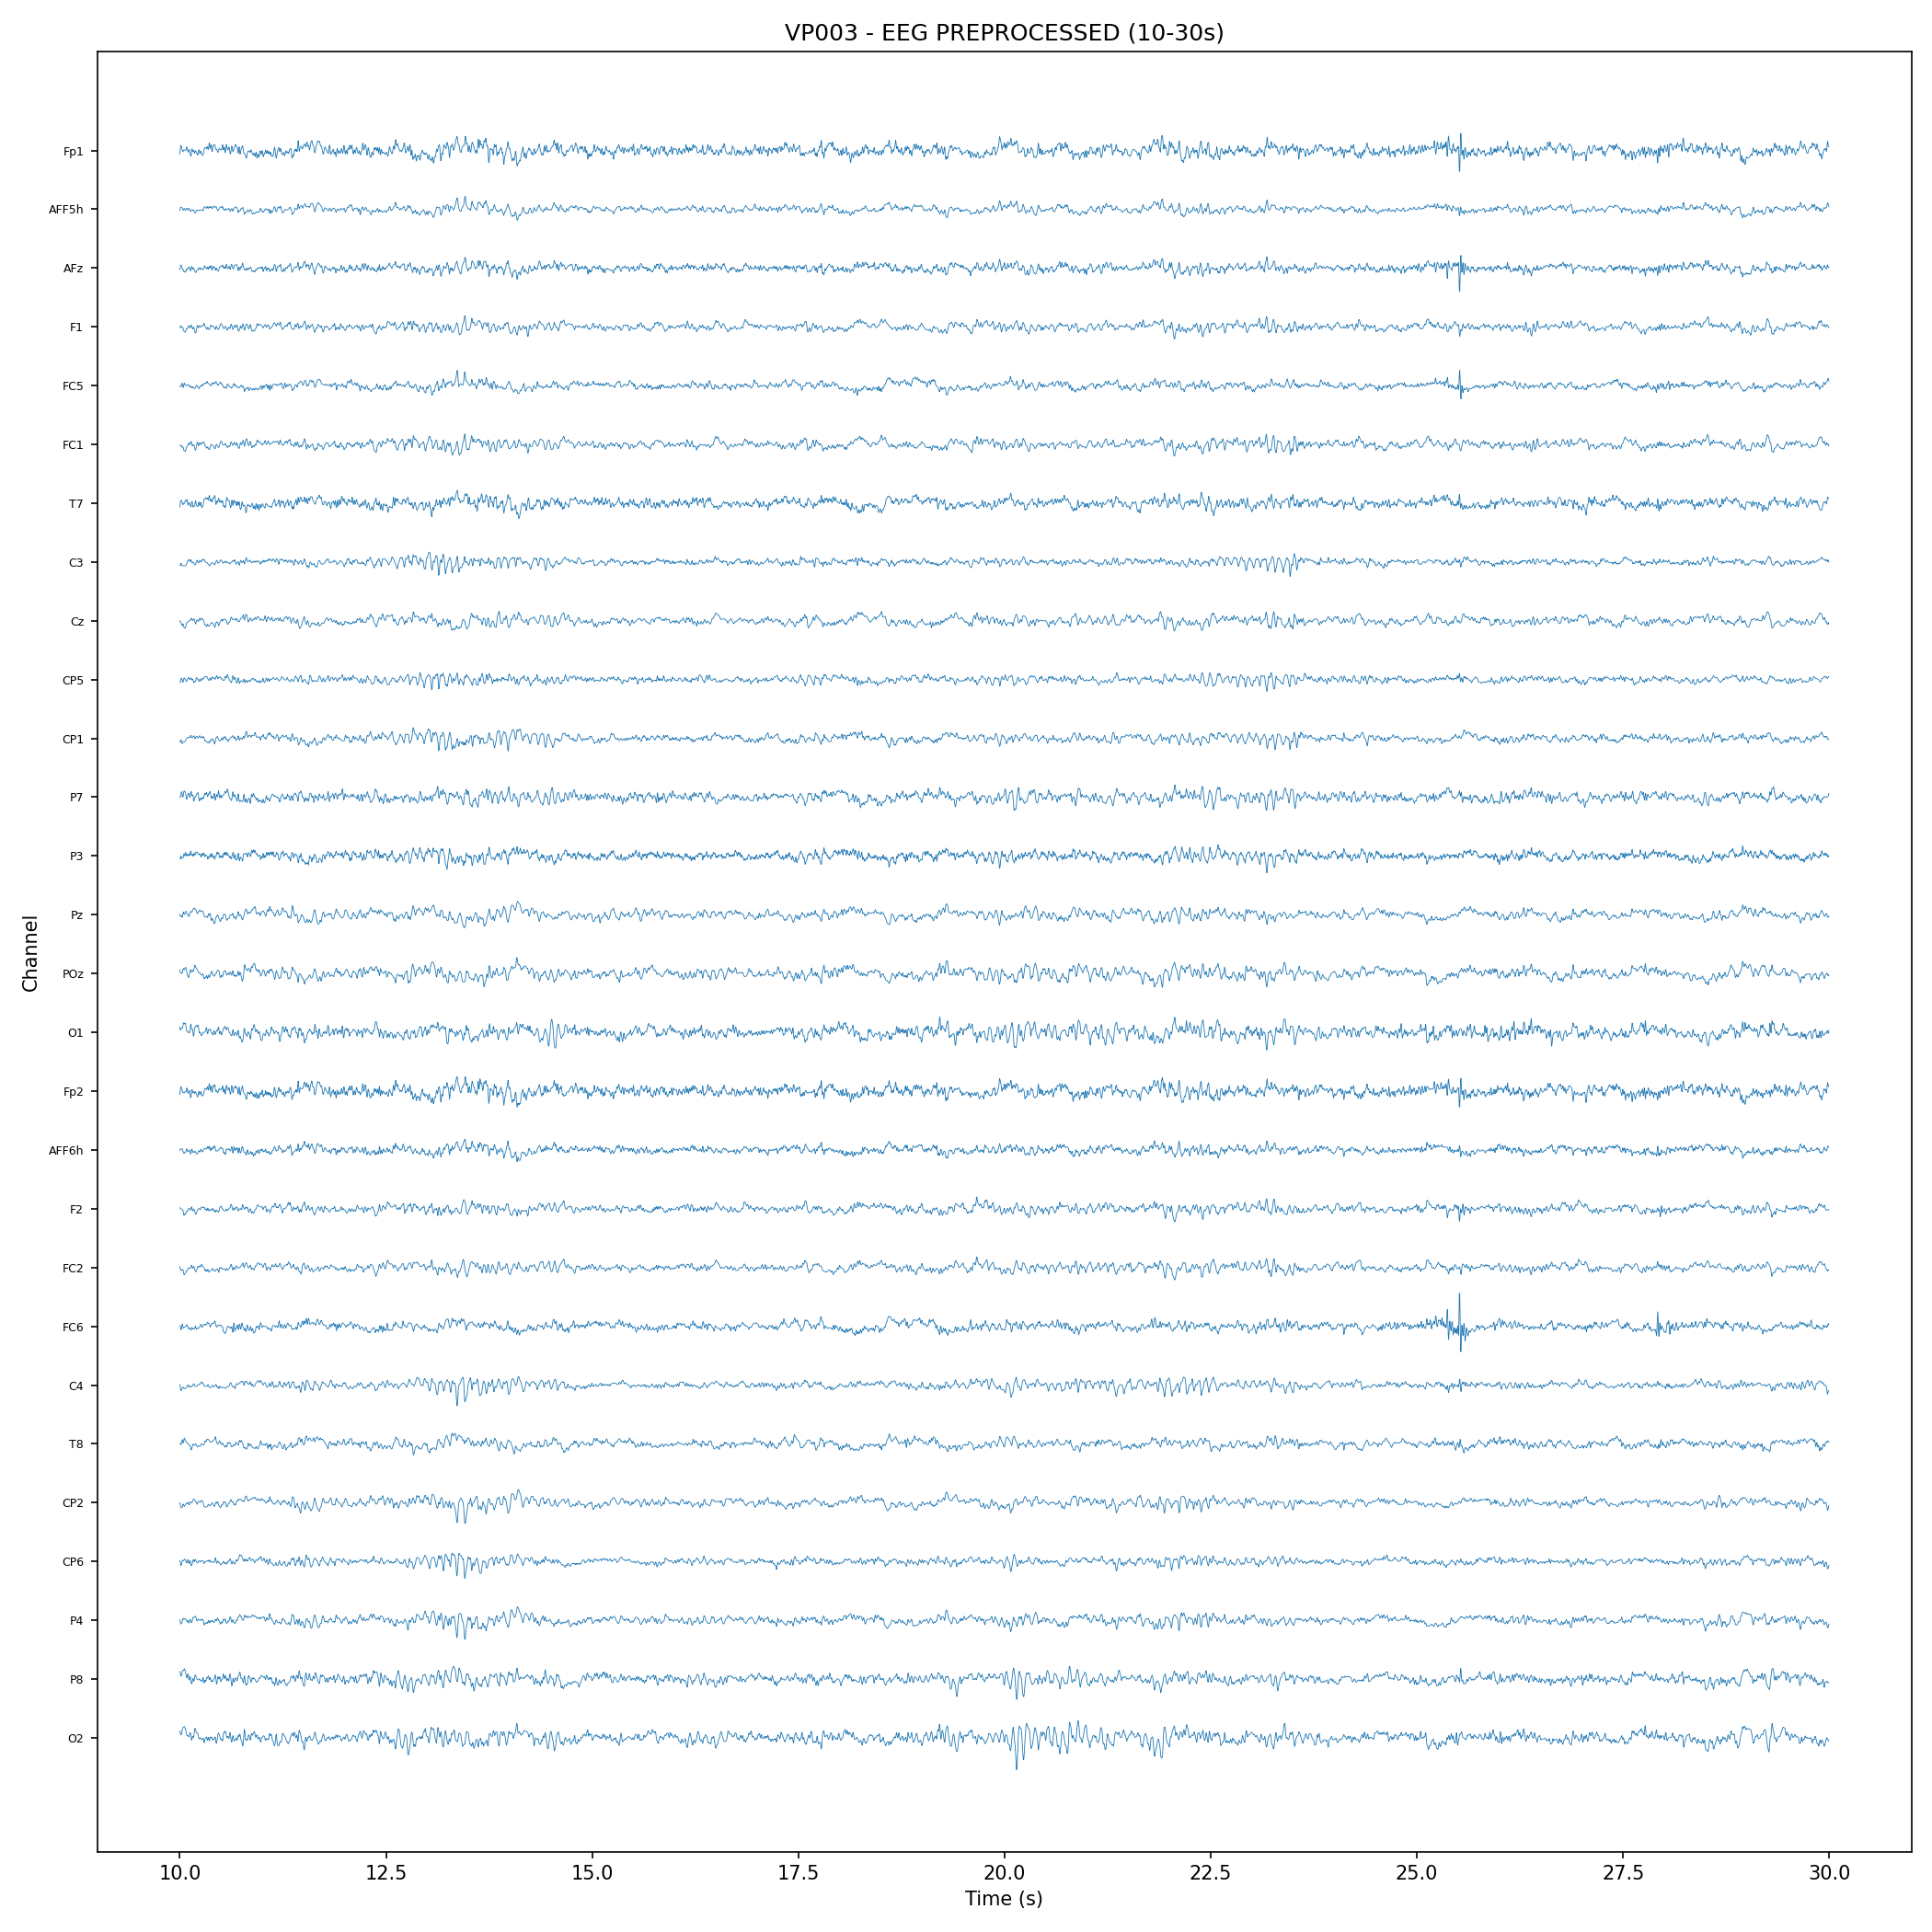 VP003 - EEG PREPROCESSED (10-30s)
Fp1
AFF5h
AFz
F1
FC5
FC1
T7
C3
Cz
CP5
CP1
P7
P3
Pz
POz
O1
Fp2
AFF6h
F2
FC2
FC6
C4
T8
CP2
CP6
P4
P8
O2
Channel
10.0 12.5 15.0 17.5 20.0 22.5 25.0 27.5 30.0
Time (s)